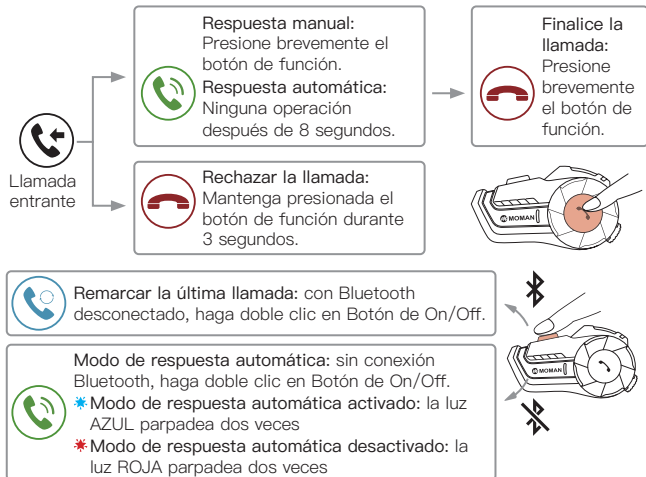 Respuesta manual:
Presione brevemente el
botón de función.
Respuesta automática:
Ninguna operación
después de 8 segundos.
Finalice la
llamada:
Presione
brevemente
el botón de
función.
Llamada
entrante
Rechazar la llamada:
Mantenga presionada el
botón de función durante
3 segundos.
MOMAN
Remarcar la última llamada: con Bluetooth
desconectado, haga doble clic en Botón de On/Off.
Modo de respuesta automática: sin conexión
Bluetooth, haga doble clic en Botón de On/Off.
Modo de respuesta automática activado: la luz
AZUL parpadea dos veces
Modo de respuesta automática desactivado: la
luz ROJA parpadea dos veces
MOMAN